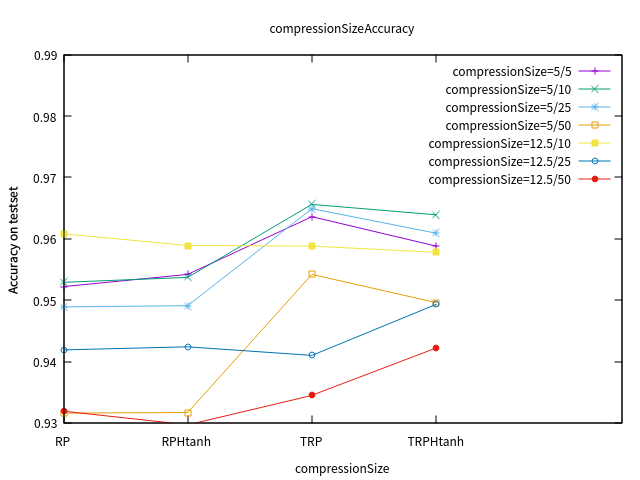 compressionSizeAccuracy
0.99
0.98
0.97
0.96
0.95
0.94
0.93
Accuracy on testset
compressionSize=5/5
compressionSize=5/10
compressionSize=5/25
compressionSize=5/50
compressionSize=12.5/10
compressionSize=12.5/25
compressionSize=12.5/50
RP RPHtanh TRP TRPHtanh
compressionSize